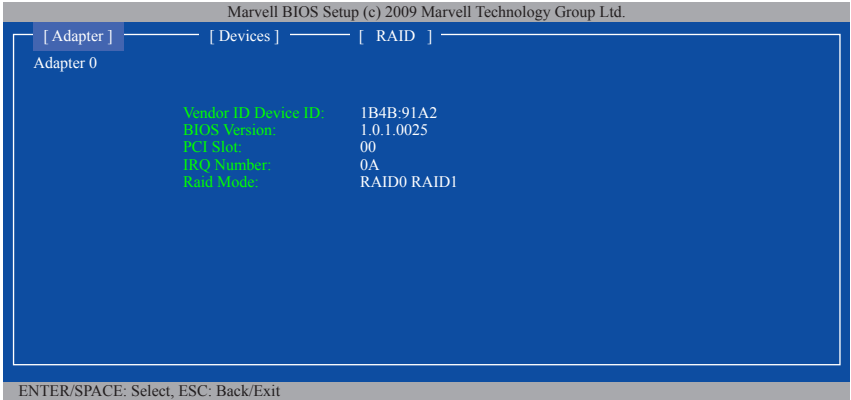 Marvell BIOS Setup (c) 2009 Marvell Technology Group Ltd.
[ Adapter ] [ Devices ] [ RAID ]
Adapter 0
Vendor ID Device ID: 1B4B:91A2
BIOS Version: 1.0.1.0025
PCI Slot: 00
IRQ Number: 0A
Raid Mode: RAID0 RAID1
ENTER/SPACE: Select, ESC: Back/Exit